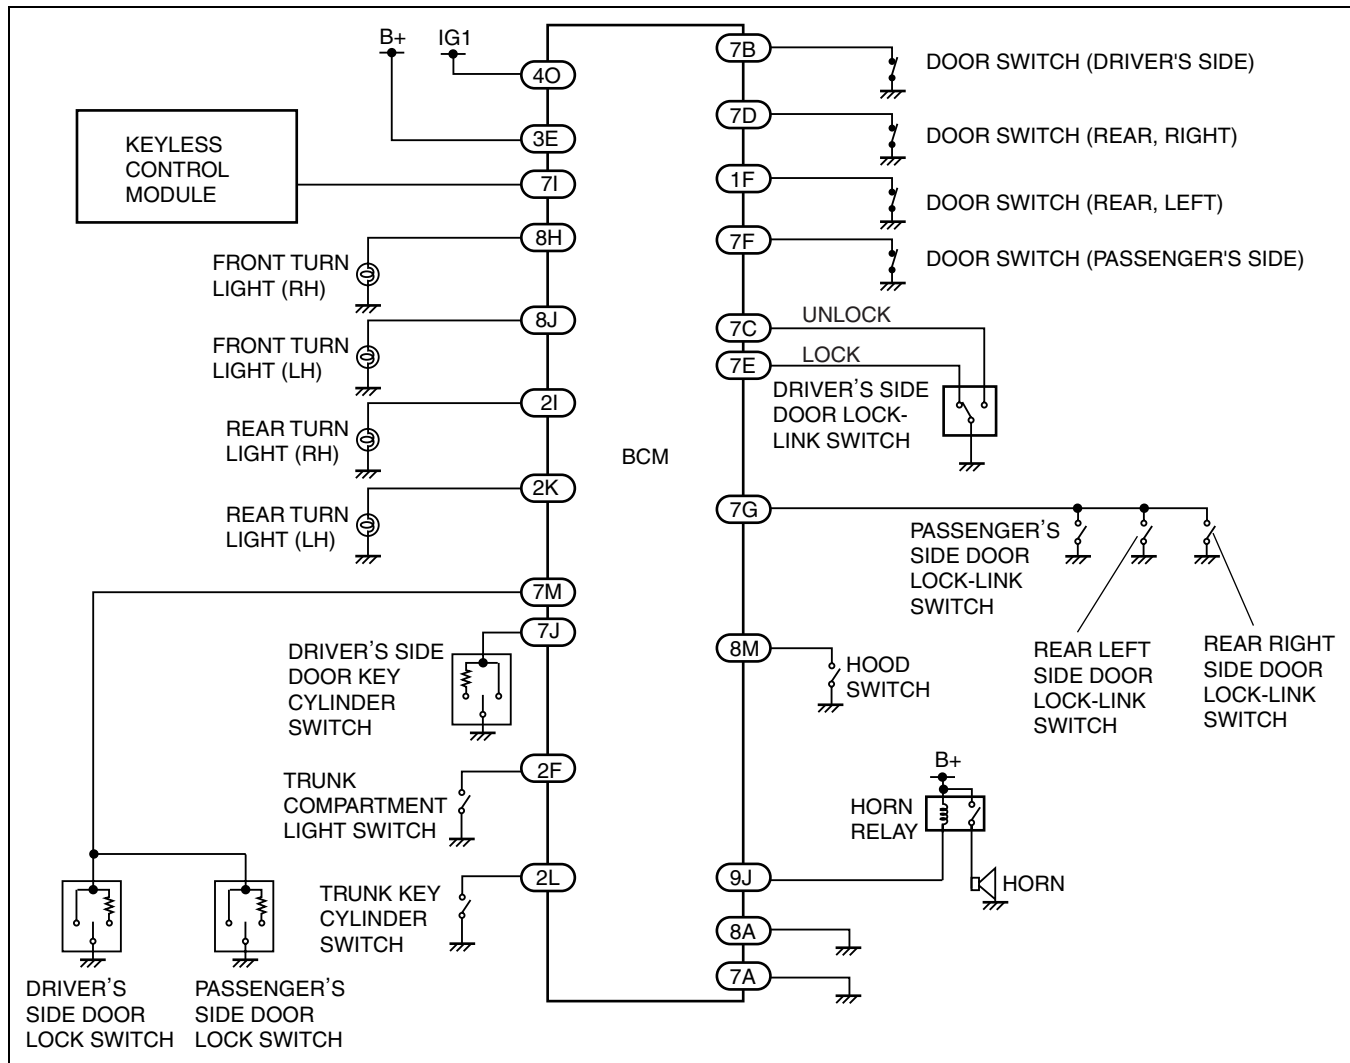 B+
IG1
4O
3E
KEYLESS
CONTROL
MODULE
7I
8H
FRONT TURN
LIGHT (RH)
8J
FRONT TURN
LIGHT (LH)
2I
REAR TURN
LIGHT (RH)
2K
REAR TURN
LIGHT (LH)
7M
7J
DRIVER'S SIDE
DOOR KEY
CYLINDER
SWITCH
2F
TRUNK
COMPARTMENT
LIGHT SWITCH
2L
TRUNK KEY
CYLINDER
SWITCH
DRIVER'S
SIDE DOOR
LOCK SWITCH
PASSENGER'S
SIDE DOOR
LOCK SWITCH
BCM
7B
DOOR SWITCH (DRIVER'S SIDE)
7D
DOOR SWITCH (REAR, RIGHT)
1F
DOOR SWITCH (REAR, LEFT)
7F
DOOR SWITCH (PASSENGER'S SIDE)
7C
UNLOCK
7E
LOCK
DRIVER'S SIDE
DOOR LOCK-
LINK SWITCH
7G
PASSENGER'S
SIDE DOOR
LOCK-LINK
SWITCH
REAR LEFT
SIDE DOOR
LOCK-LINK
SWITCH
REAR RIGHT
SIDE DOOR
LOCK-LINK
SWITCH
8M
HOOD
SWITCH
B+
HORN
RELAY
9J
HORN
8A
7A